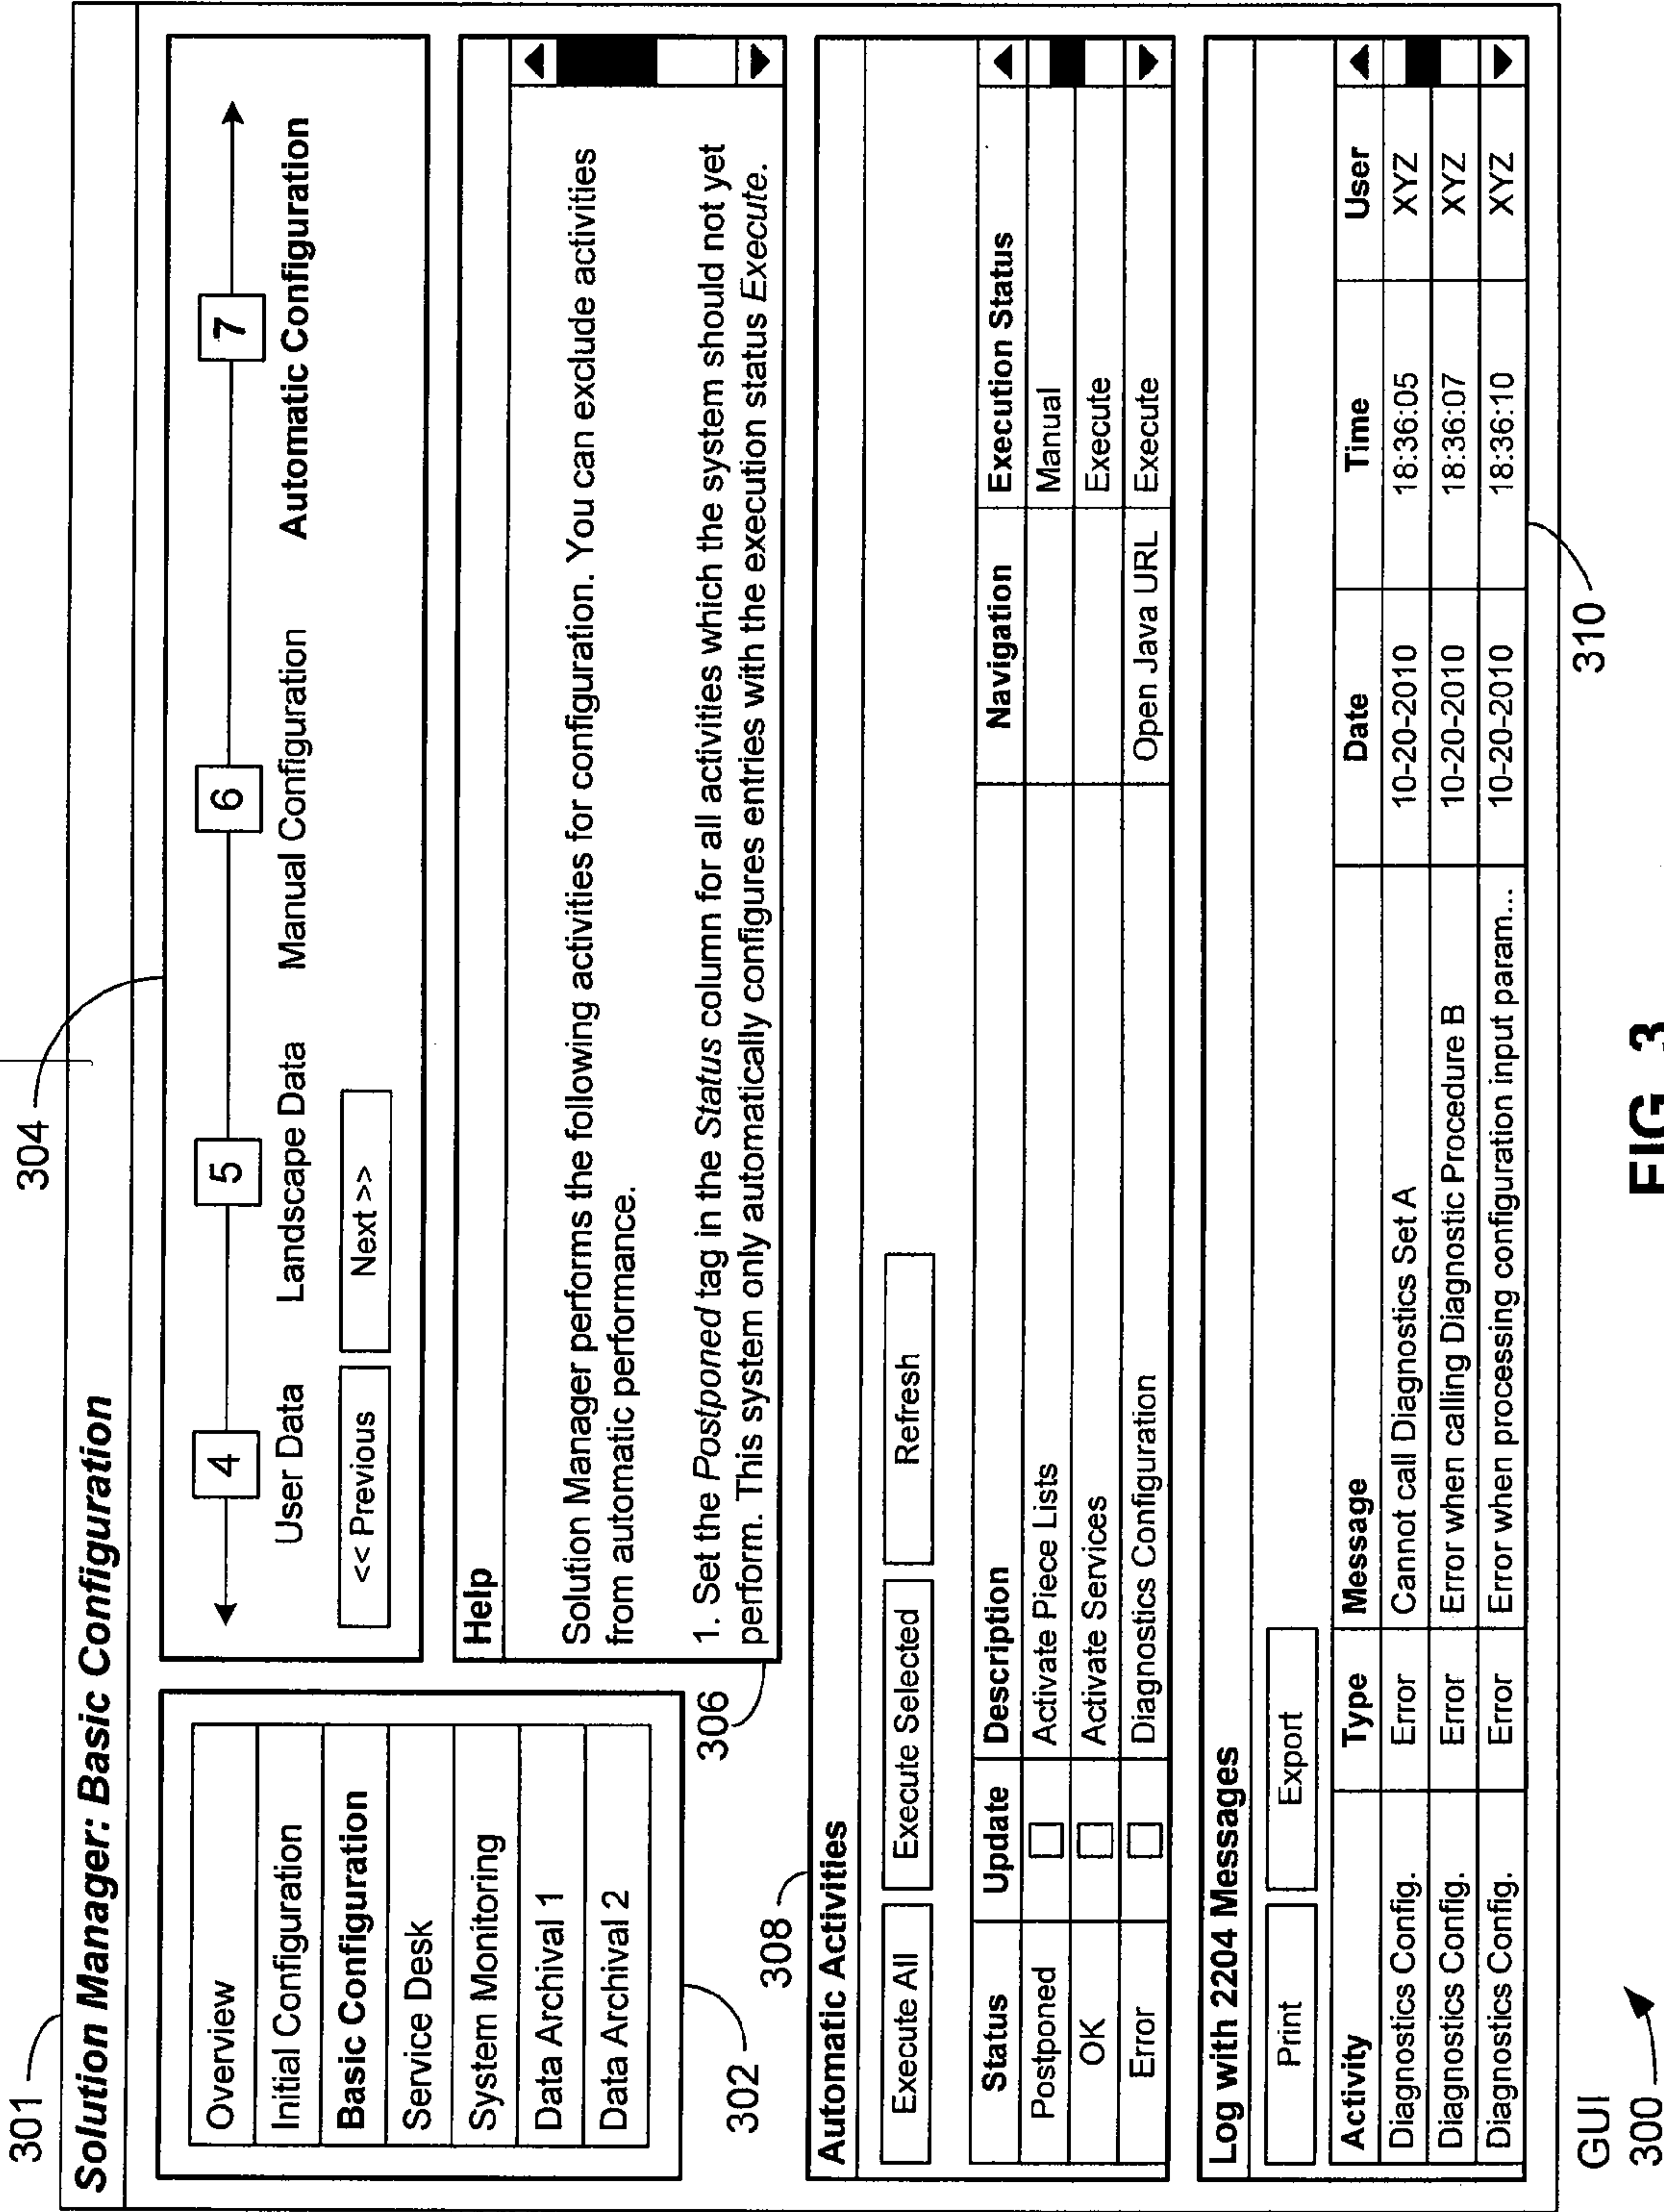 301
304
Solution Manager: Basic Configuration
Overview
Initial Configuration
Basic Configuration
Service Desk
System Monitoring
Data Archival 1
Data Archival 2
302
4 5 6 7
User Data Landscape Data Manual Configuration Automatic Configuration
<< Previous Next >>
Help
Solution Manager performs the following activities for configuration. You can exclude activities
from automatic performance.
1. Set the Postponed tag in the Status column for all activities which the system should not yet
perform. This system only automatically configures entries with the execution status Execute.
306
308
Automatic Activities
Execute All Execute Selected Refresh
Status Update Description Navigation Execution Status
Postponed Activate Piece Lists Manual
OK Activate Services Execute
Error Diagnostics Configuration Open Java URL Execute
Log with 2204 Messages
Print Export
Activity Type Message Date Time User
Diagnostics Config. Error Cannot call Diagnostics Set A 10-20-2010 18:36:05 XYZ
Diagnostics Config. Error Error when calling Diagnostic Procedure B 10-20-2010 18:36:07 XYZ
Diagnostics Config. Error Error when processing configuration input param... 10-20-2010 18:36:10 XYZ
310
GUI
300
FIG. 3